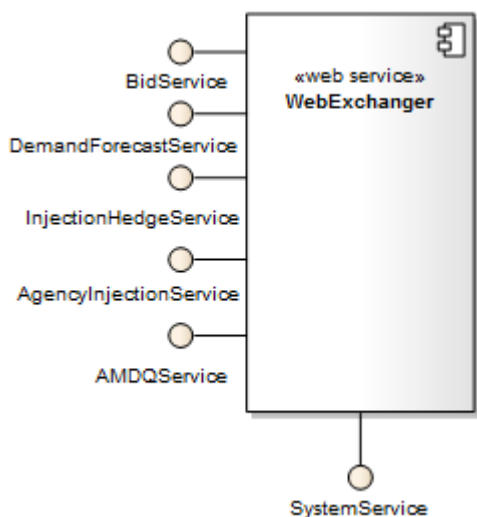 «web service»
WebExchanger
BidService
DemandForecastService
InjectionHedgeService
AgencyInjectionService
AMDQService
SystemService